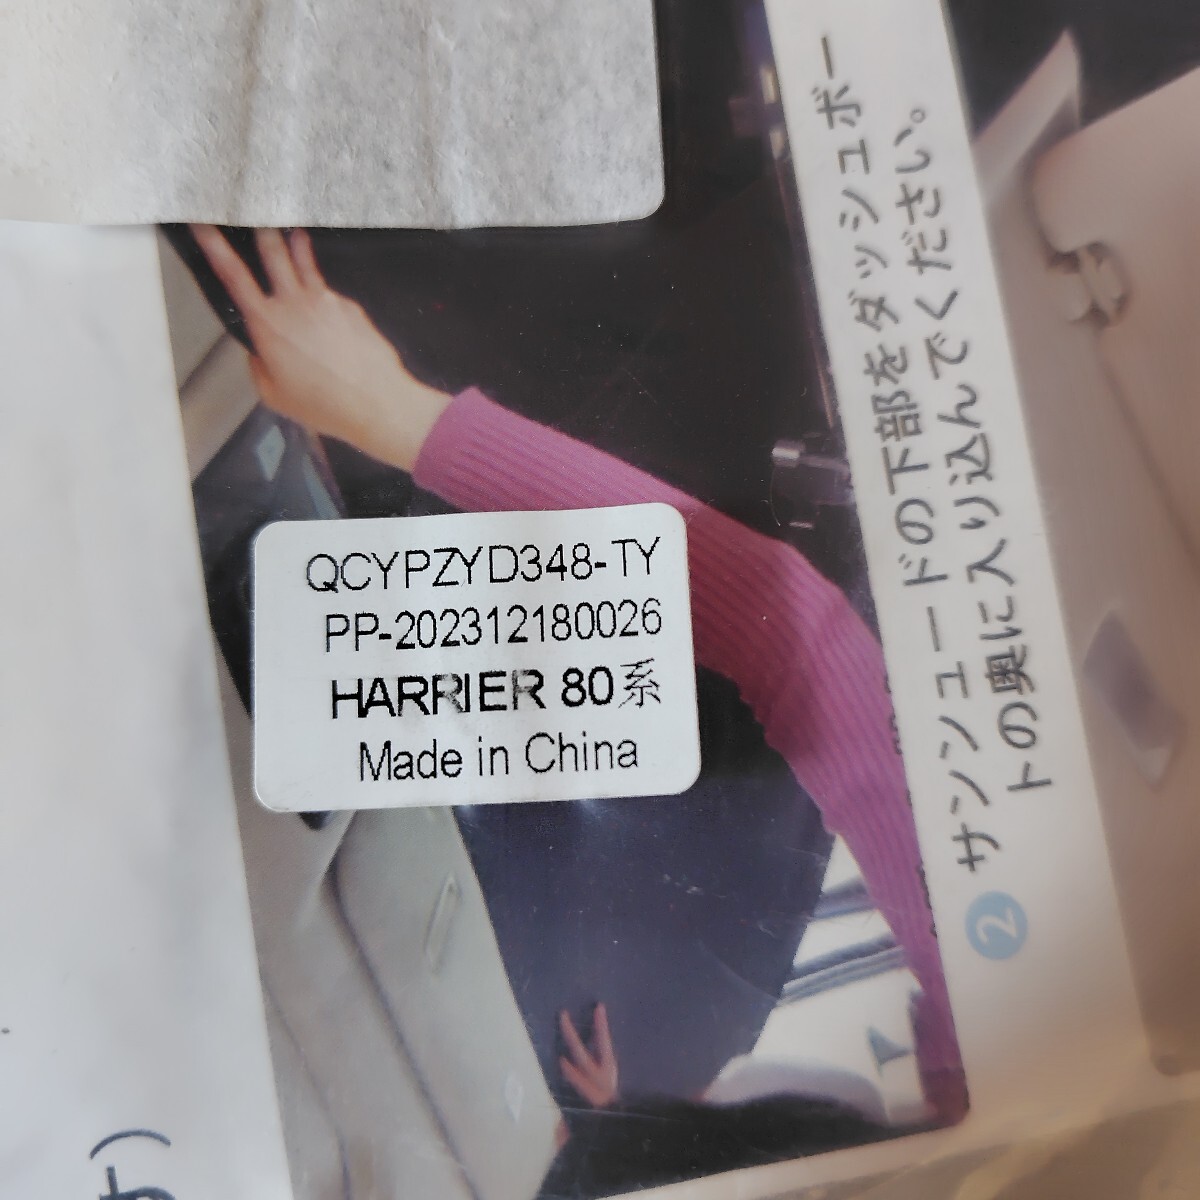 QCYPZYD348-TY
PP-202312180026
HARRIER 80系
Made in China
2 サンンュードの下部をダッシュボー
トの奥に入り込んでください。